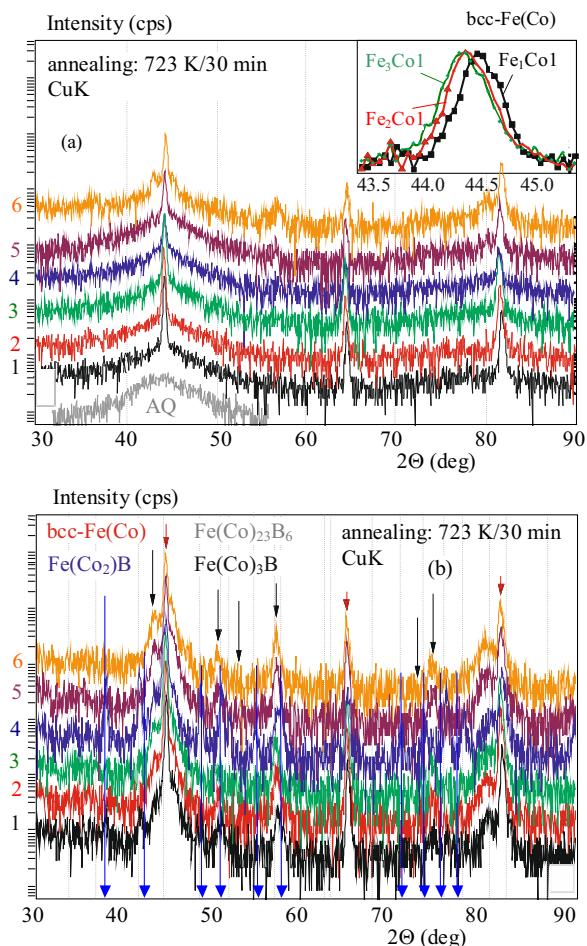 Intensity (cps)
bcc-Fe(Co)
annealing: 723 K/30 min
CuK
(a)
Fe₃Co1
Fe₁Co1
Fe₂Co1
43.5 44.0 44.5 45.0
6
5
4
3
2
1
AQ
30 40 50 60 70 80 90
2Θ (deg)
Intensity (cps)
bcc-Fe(Co)
Fe(Co)₂₃B₆
annealing: 723 K/30 min
Fe(Co₂)B
Fe(Co)₃B
CuK
(b)
6
5
4
3
2
1
30 40 50 60 70 80 90
2Θ (deg)